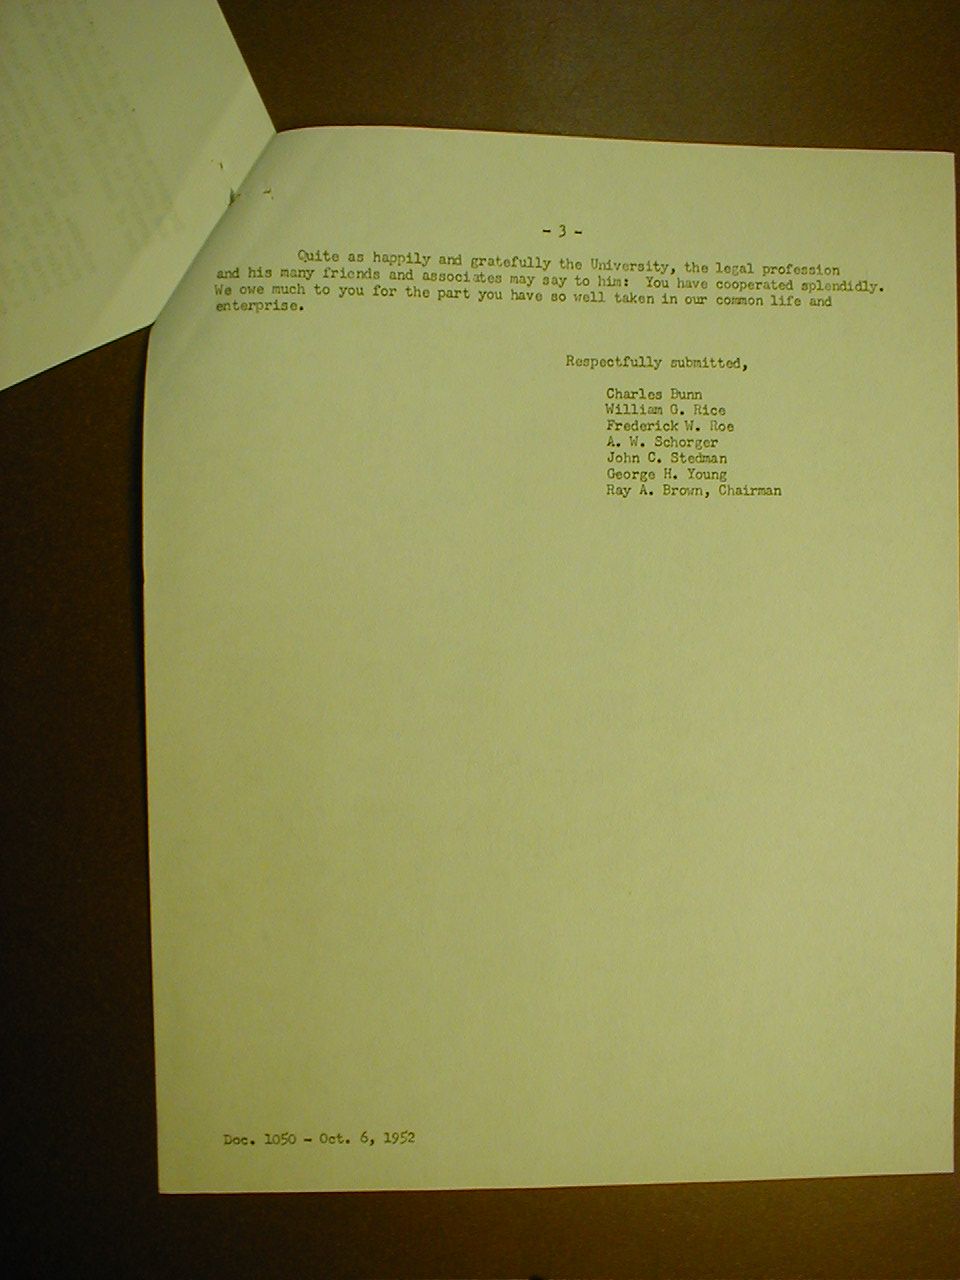 - 3 -
Quite as happily and gratefully the University, the legal profession
and his many friends and associates may say to him: You have cooperated splendidly.
We owe much to you for the part you have so well taken in our common life and
enterprise.
Respectfully submitted,
Charles Bunn
William G. Rice
Frederick W. Roe
A. W. Schorger
John C. Stedman
George H. Young
Ray A. Brown, Chairman
Doc. 1050 - Oct. 6, 1952